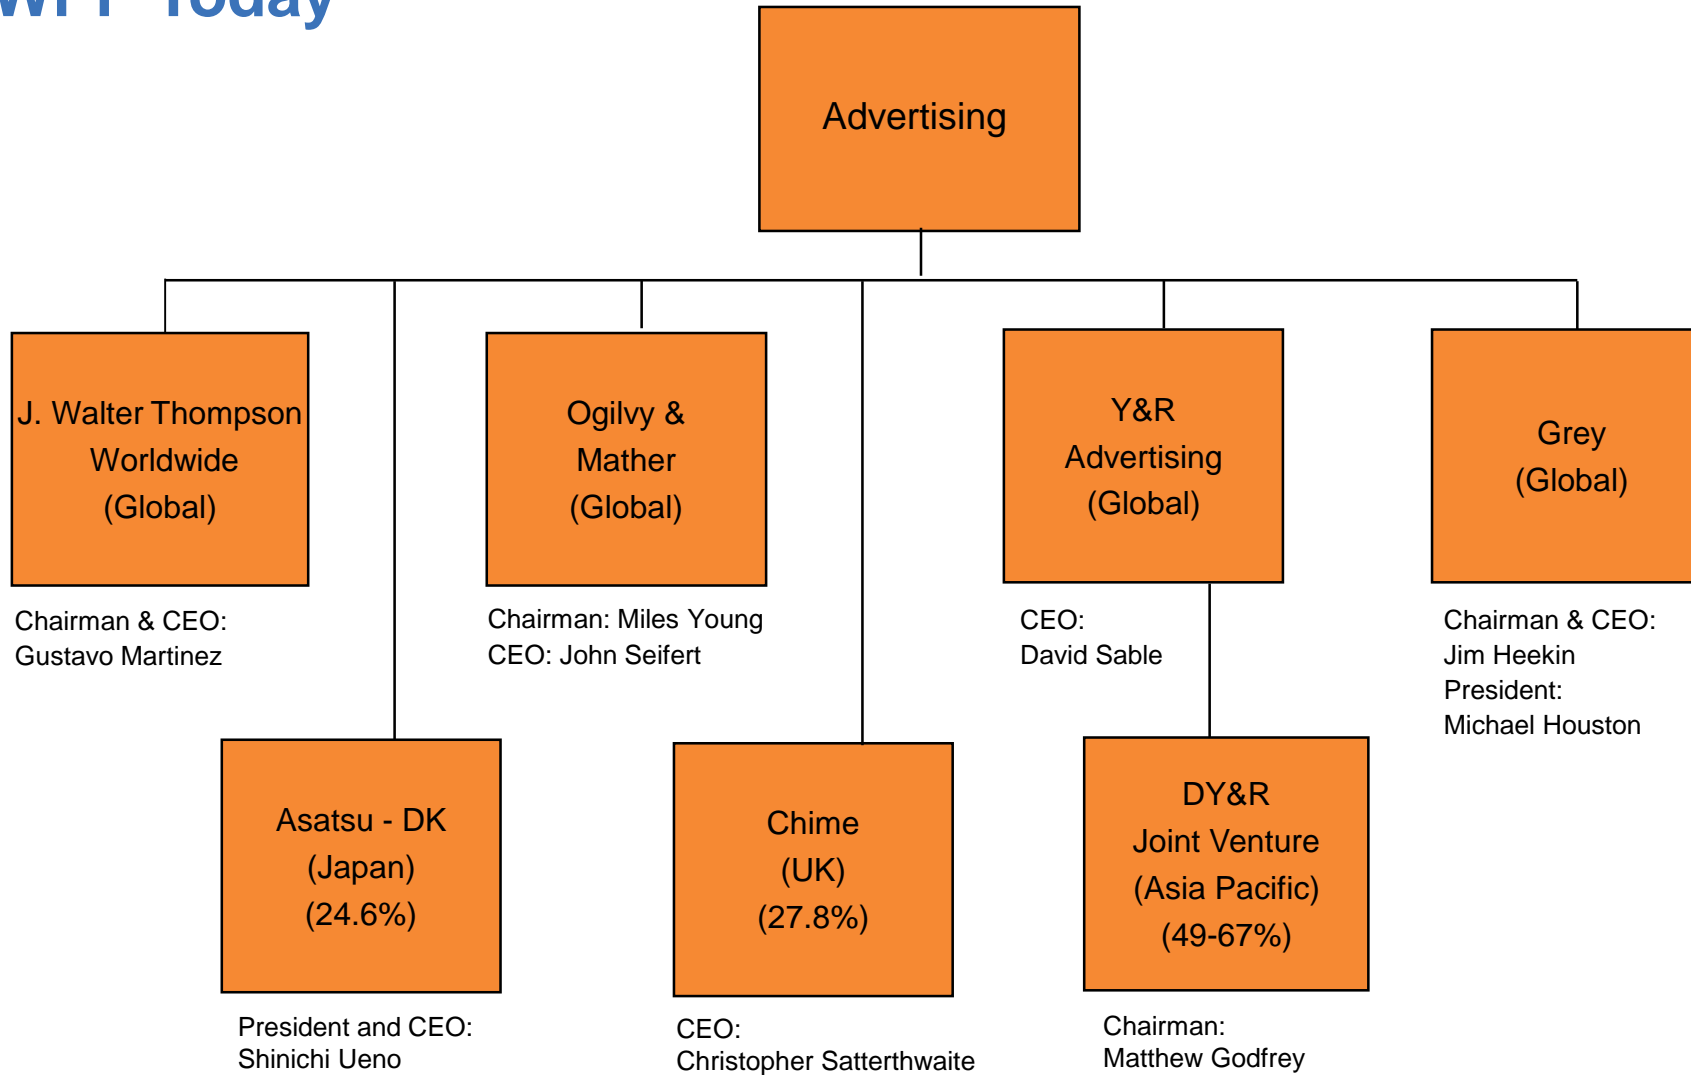 WPP Today
Advertising
J. Walter Thompson
Worldwide
(Global)
Ogilvy &
Mather
(Global)
Y&R
Advertising
(Global)
Grey
(Global)
Chairman & CEO:
Gustavo Martinez
Chairman: Miles Young
CEO: John Seifert
CEO:
David Sable
Chairman & CEO:
Jim Heekin
President:
Michael Houston
Asatsu - DK
(Japan)
(24.6%)
Chime
(UK)
(27.8%)
DY&R
Joint Venture
(Asia Pacific)
(49-67%)
President and CEO:
Shinichi Ueno
CEO:
Christopher Satterthwaite
Chairman:
Matthew Godfrey